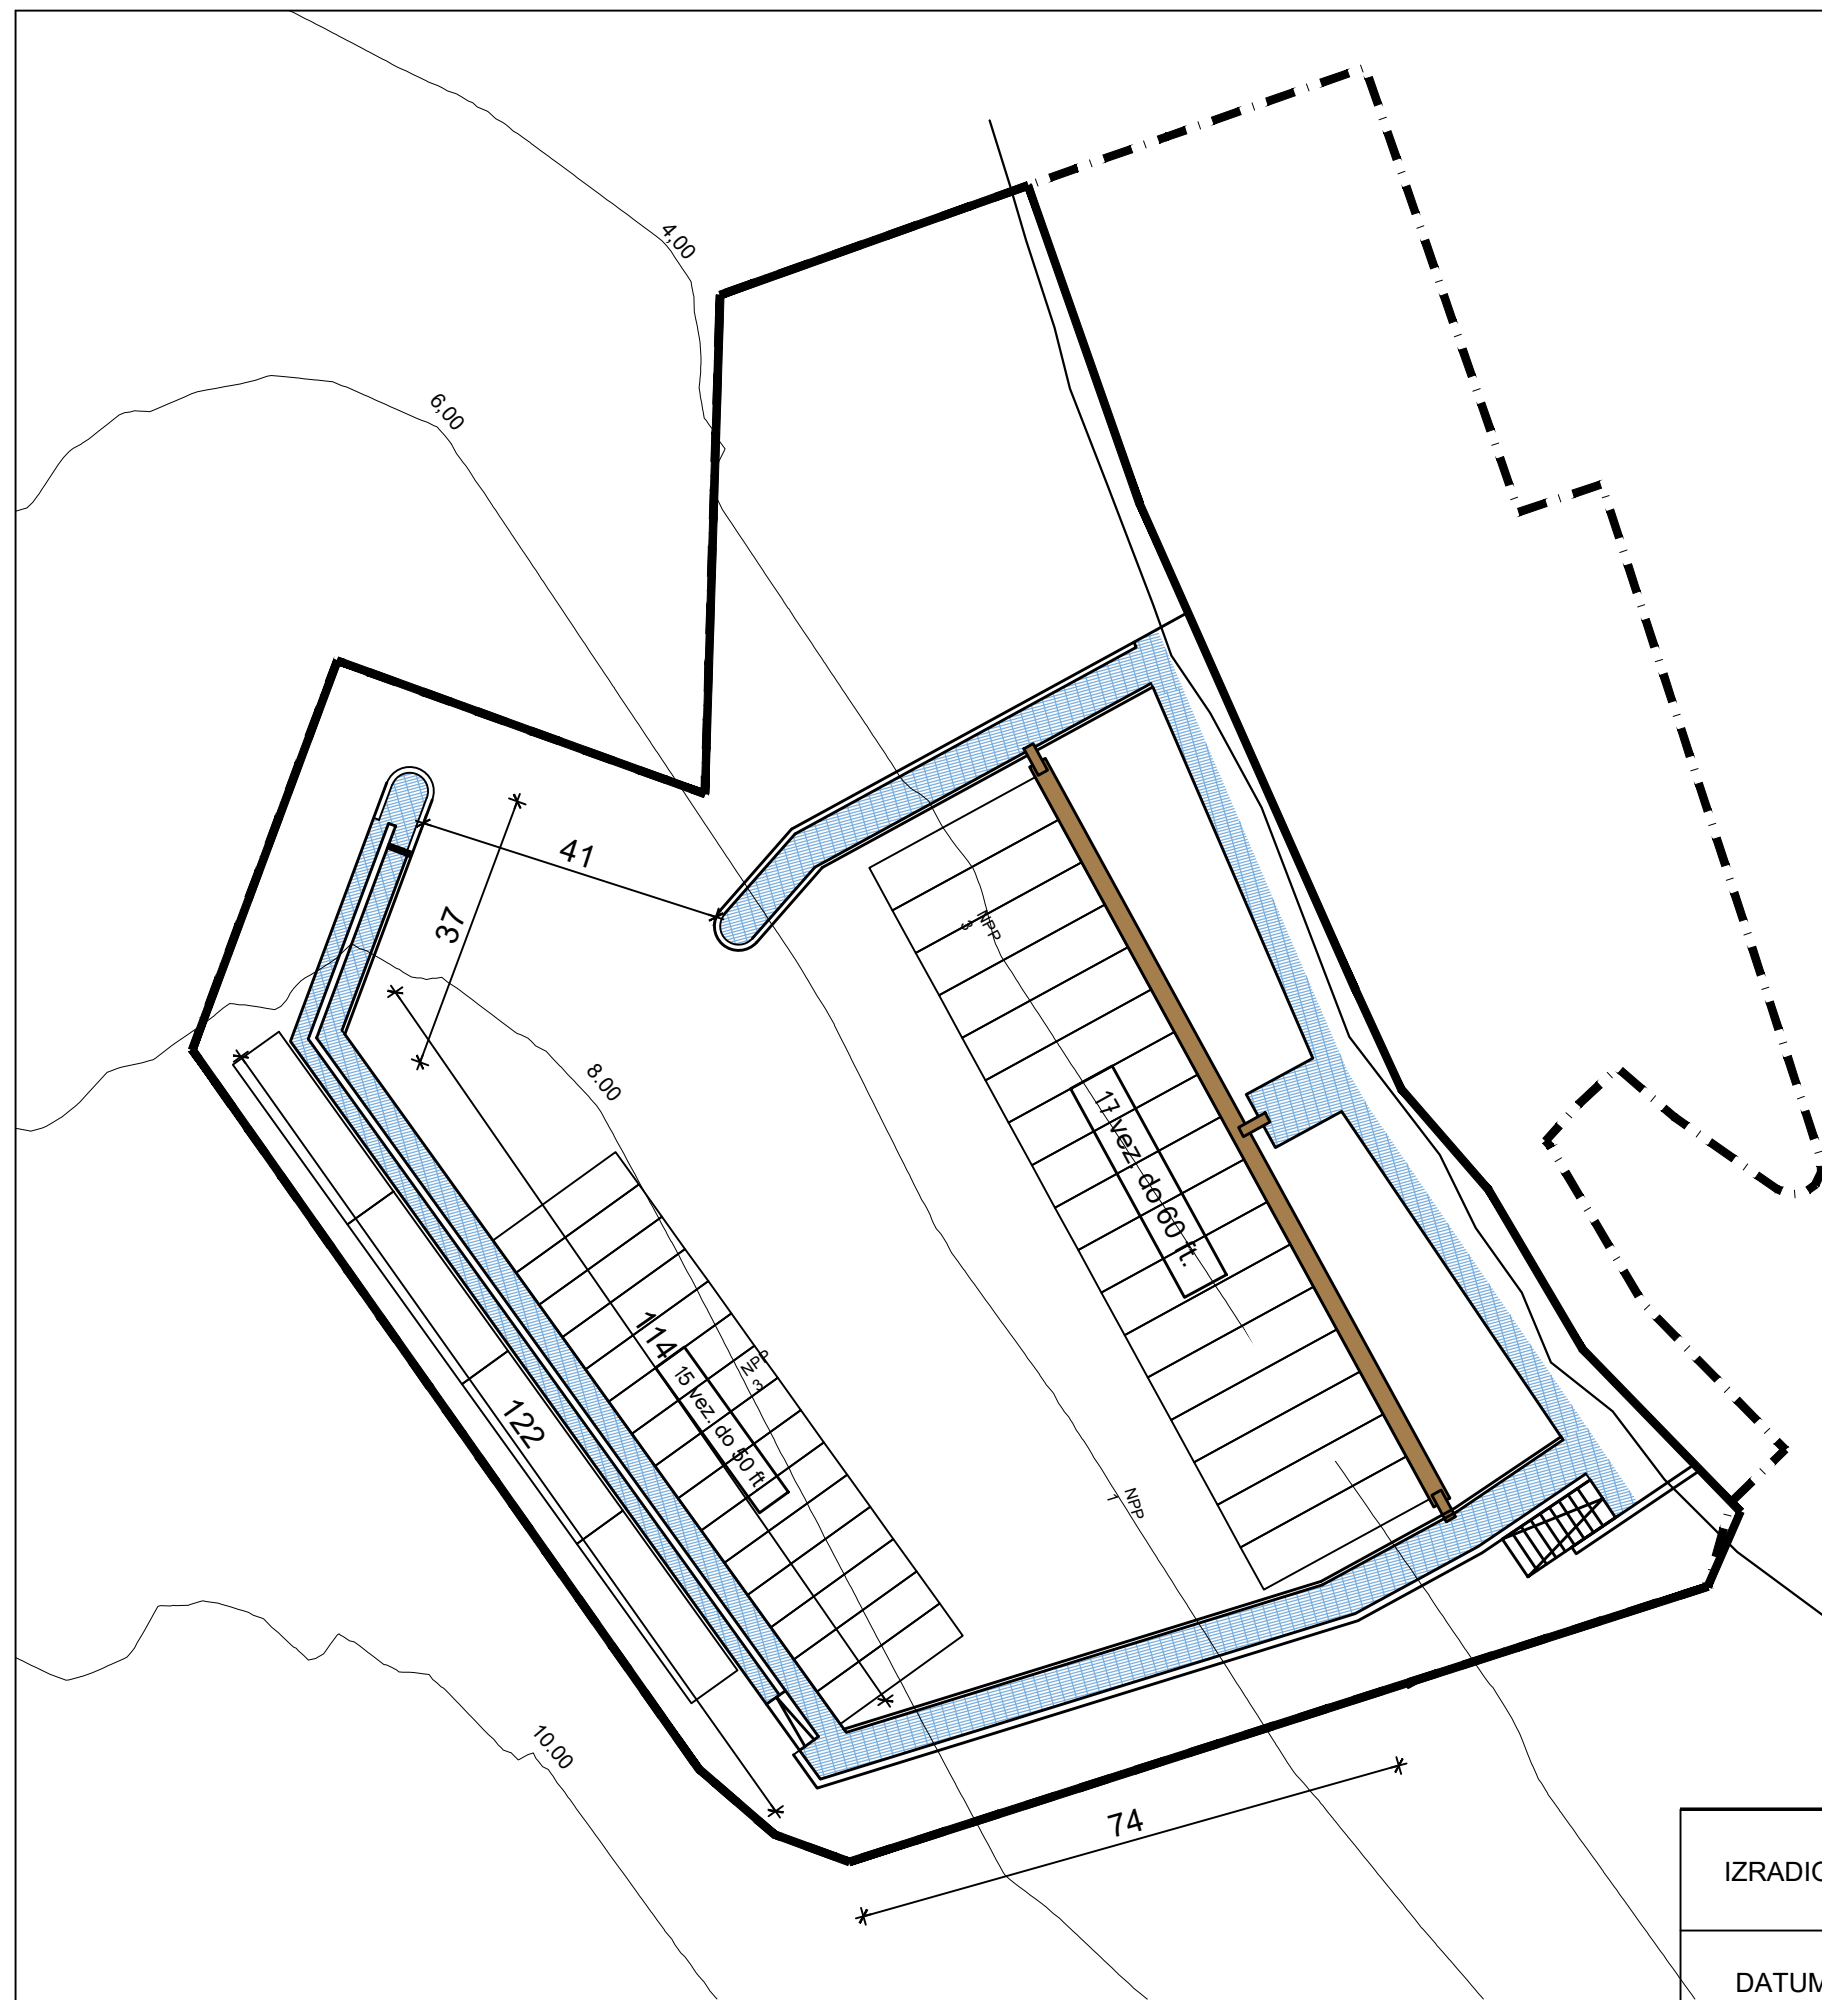 4,00
6,00
41
37
NPP
3
8.00
17 vez. do 60 ft.
114
NPP
3
15 vez. do 50 ft
122
NPP
1
10.00
74
IZRADIO
DATUM